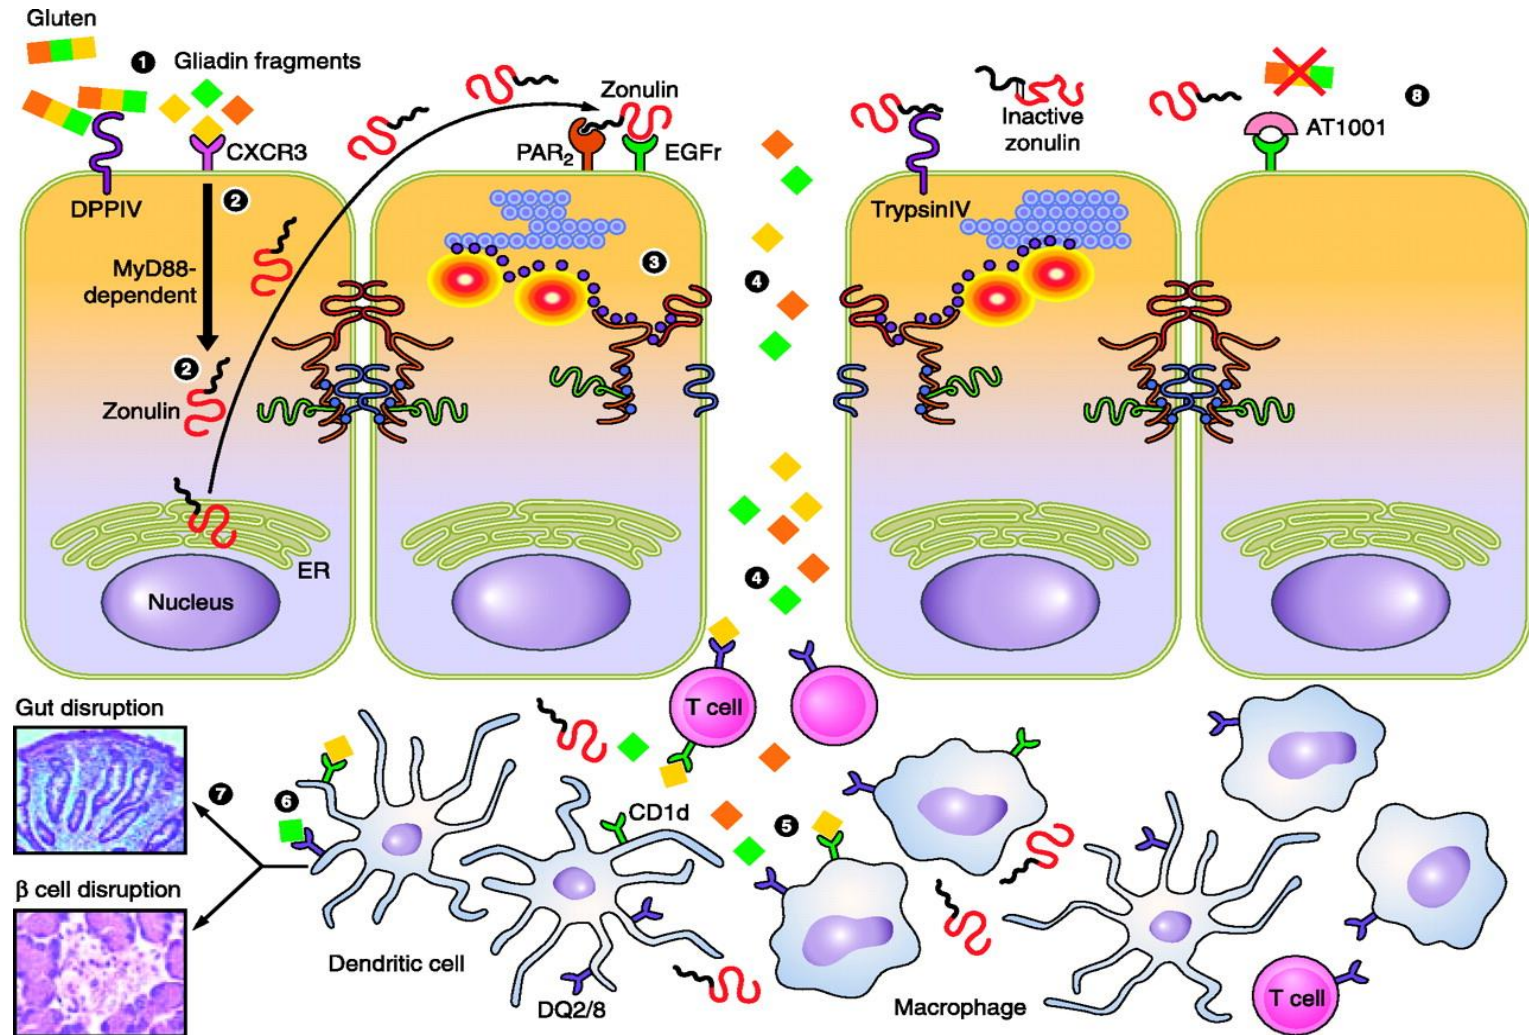 Gluten
1
Gliadin fragments
CXCR3
DPPIV
2
MyD88-
dependent
2
Zonulin
ER
Nucleus
Zonulin
PAR2
EGFr
3
4
4
Inactive
zonulin
TrypsinIV
8
AT1001
T cell
Gut disruption
7
6
β cell disruption
CD1d
5
Dendritic cell
DQ2/8
Macrophage
T cell